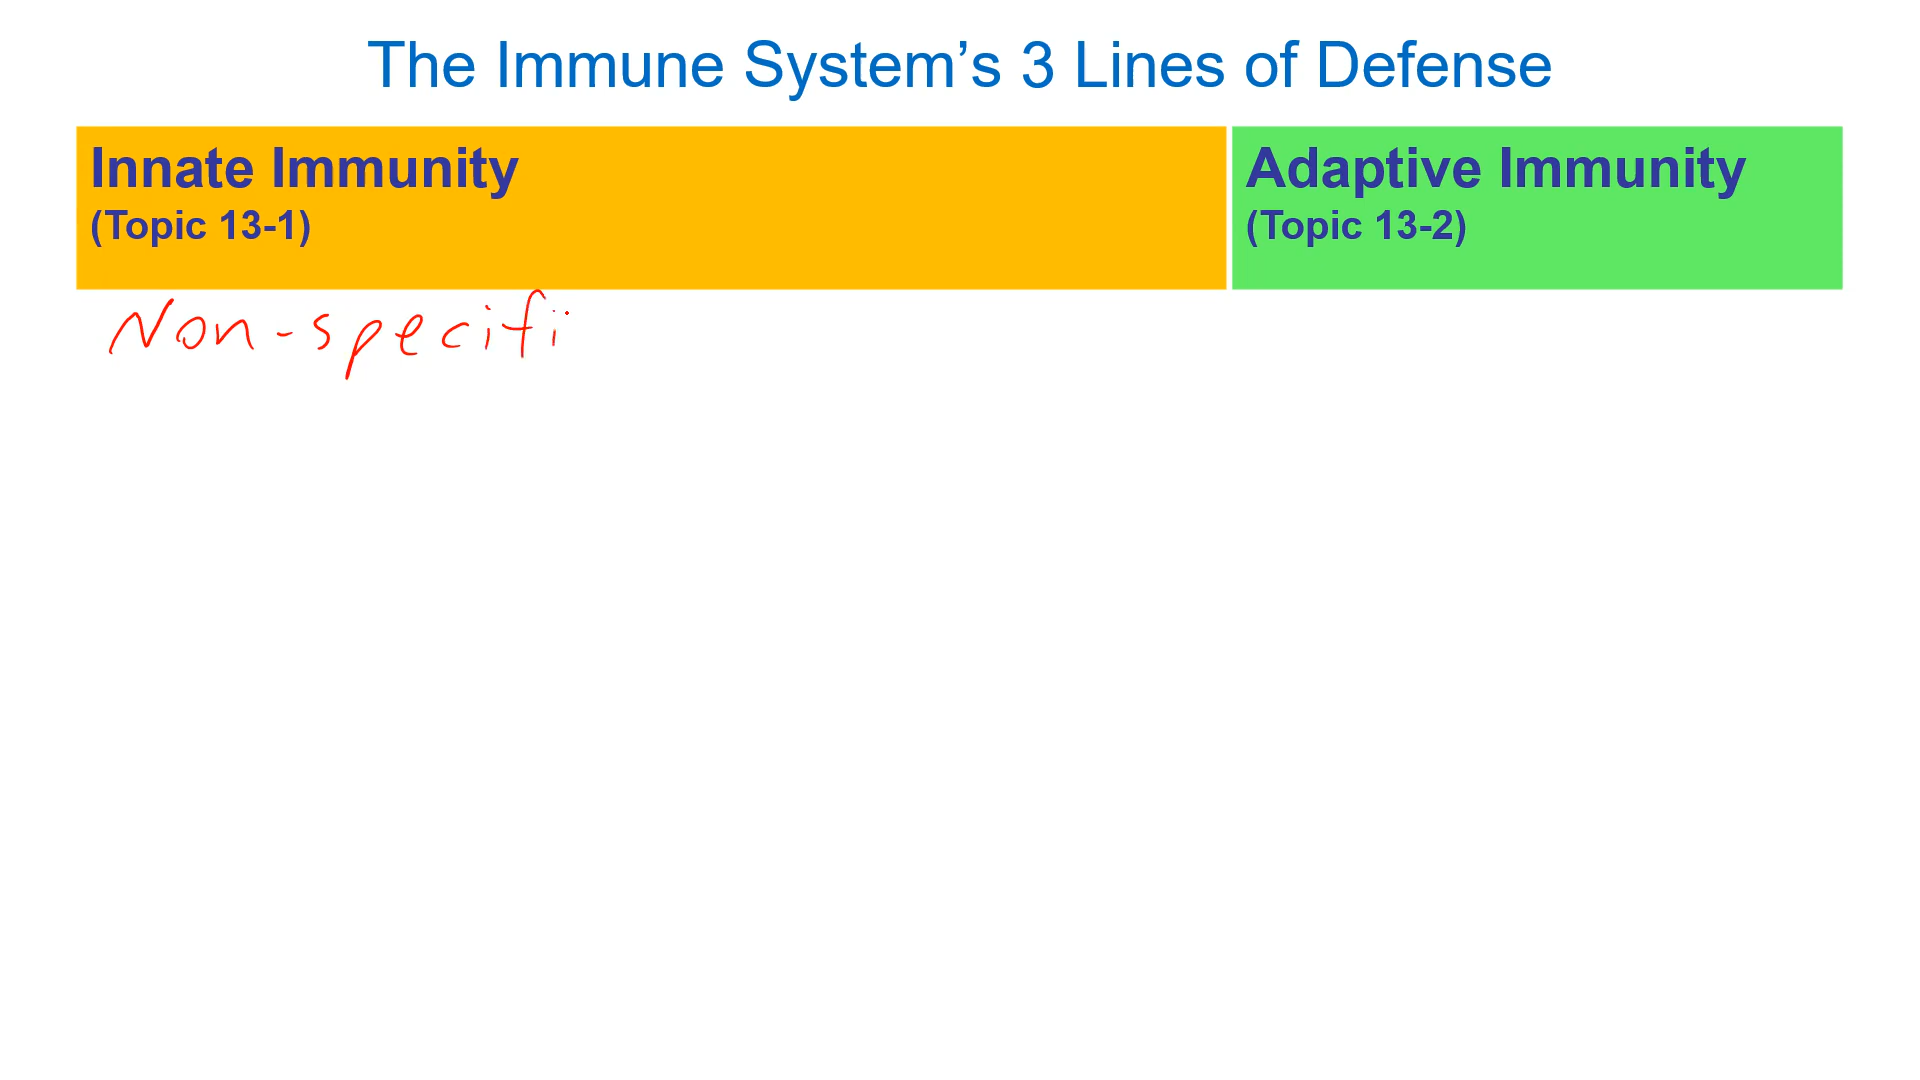 The Immune System’s 3 Lines of Defense
Innate Immunity
(Topic 13-1)
Adaptive Immunity
(Topic 13-2)
Non-specifi